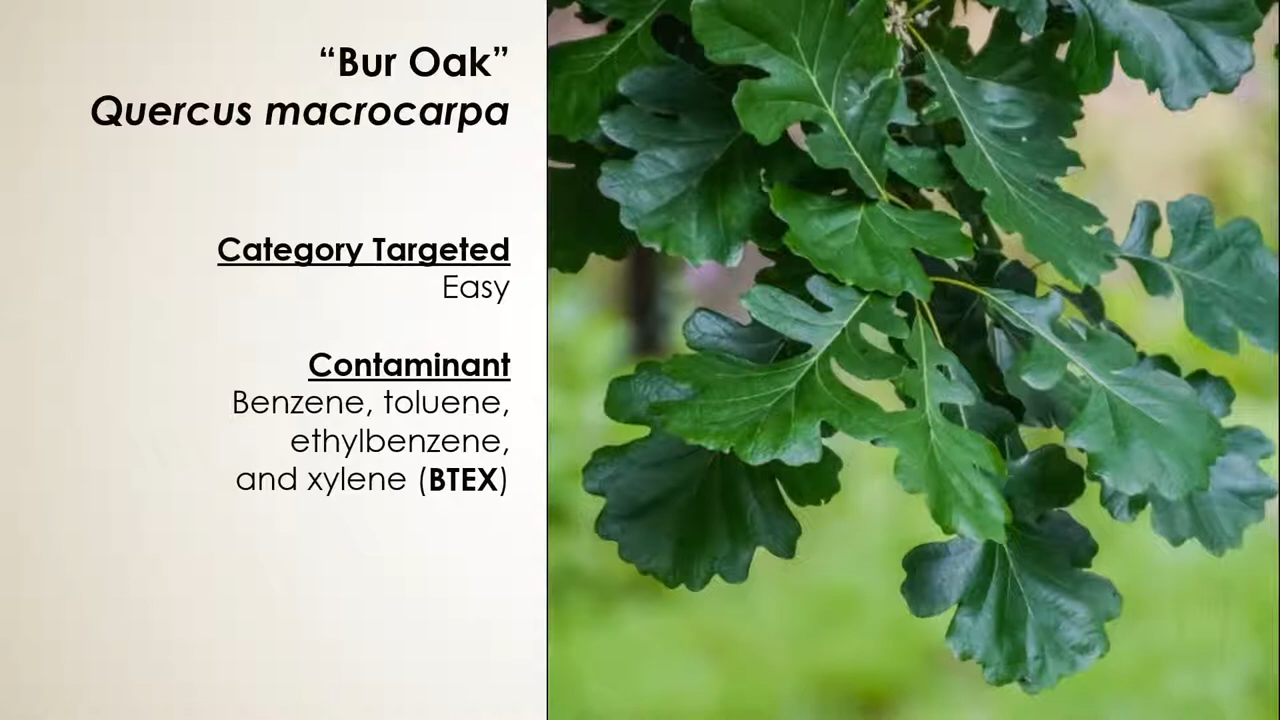 “Bur Oak”
Quercus macrocarpa
Category Targeted
Easy
Contaminant
Benzene, toluene,
ethylbenzene,
and xylene (BTEX)